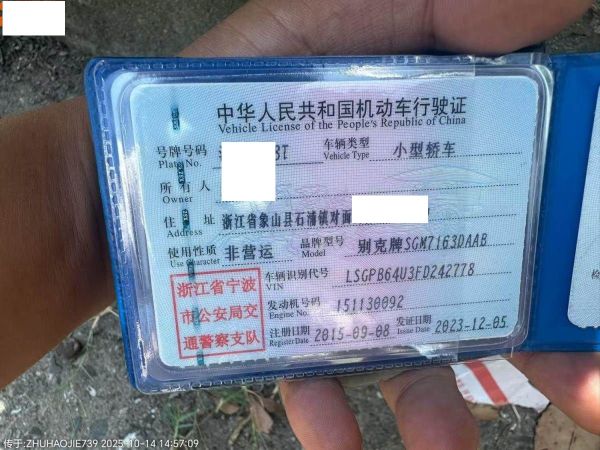 中华人民共和国机动车行驶证
Vehicle License of the People's Republic of China
号牌号码 Plate No. 车辆类型 Vehicle Type 小型轿车
所有人 Owner
住址 Address 浙江省象山县石浦镇对面
使用性质 Use Character 非营运 品牌型号 Model 别克牌SGM7163DAAB
浙江省宁波
市公安局交
通警察支队
车辆识别代号 VIN LSGPB64U3FD242778
发动机号码 Engine No. 151130092
注册日期 Register Date 2015-09-08 发证日期 Issue Date 2023-12-05
传于:ZHUHAOJIE739 2025-10-14 14:57:09